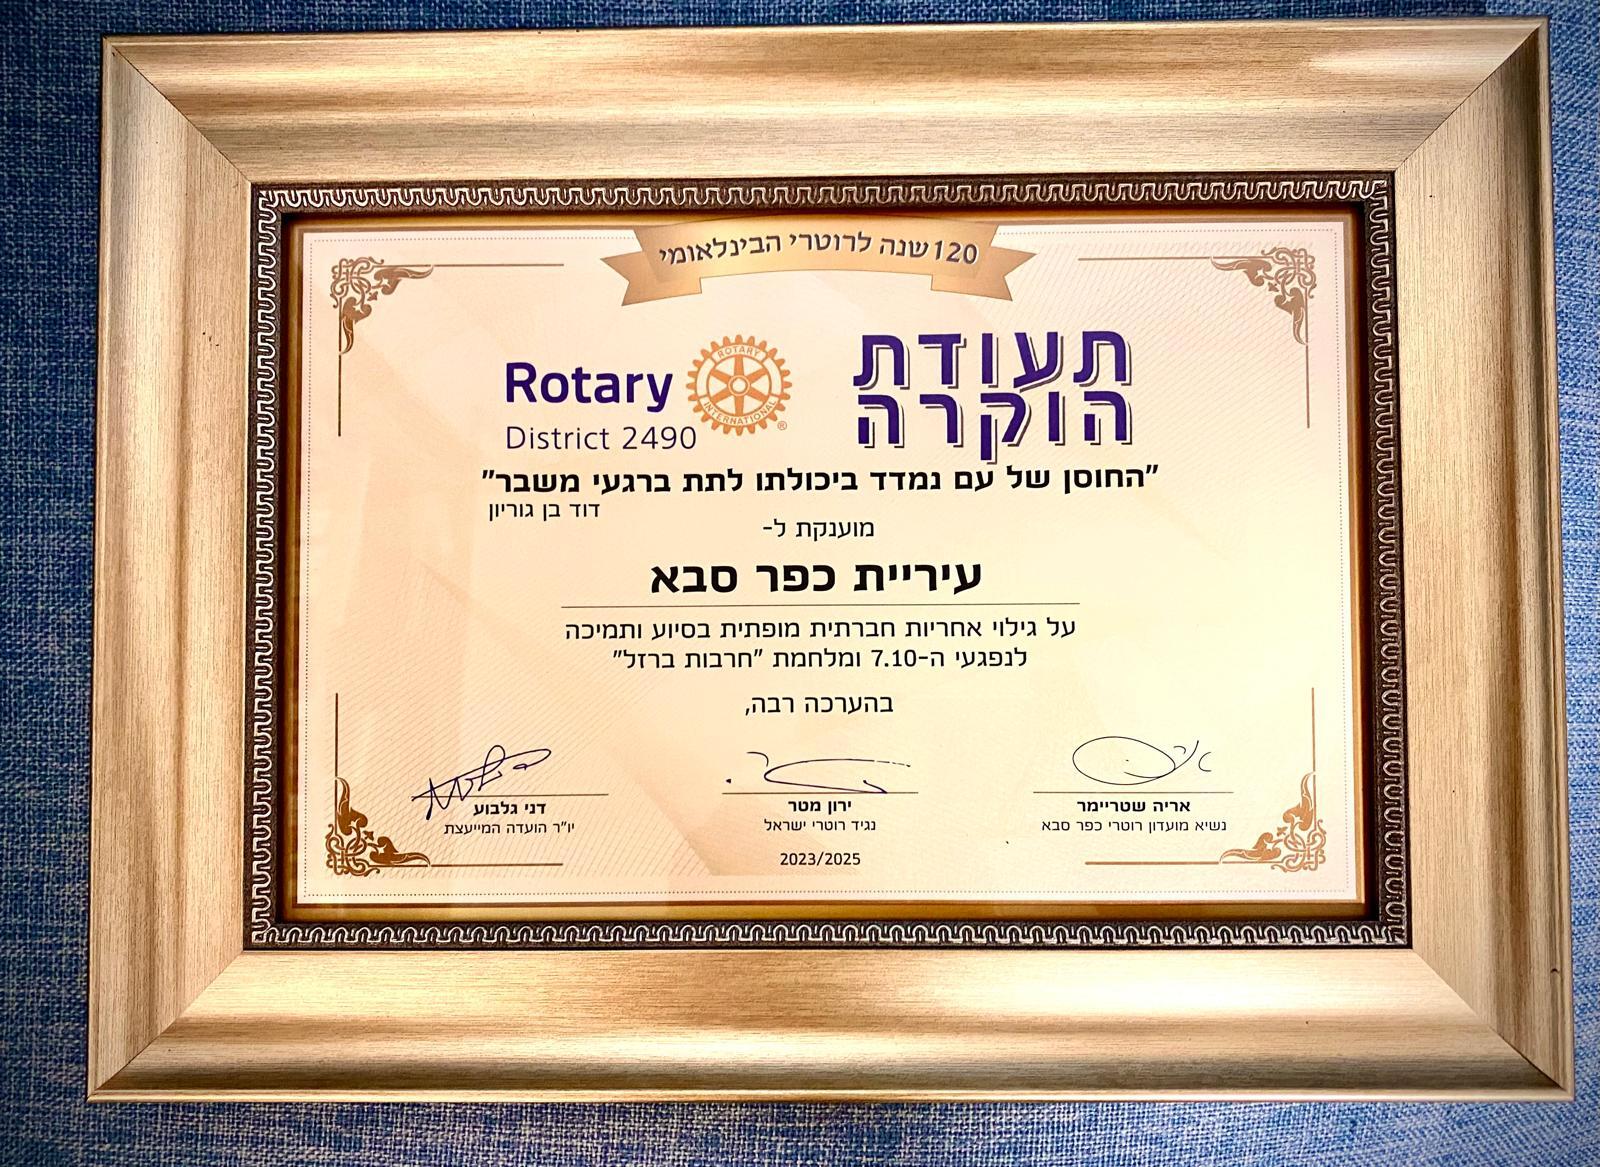 120 שנה לרוטרי הבינלאומי
תעודת
הוקרה
Rotary
District 2490
ROTARY
INTERNATIONAL
®
"החוסן של עם נמדד ביכולתו לתת ברגעי משבר"
דוד בן גוריון
מוענקת ל-
עיריית כפר סבא
על גילוי אחריות חברתית מופתית בסיוע ותמיכה
לנפגעי ה-7.10 ומלחמת "חרבות ברזל"
בהערכה רבה,
אריה שטריימר
נשיא מועדון רוטרי כפר סבא
ירון מטר
נגיד רוטרי ישראל
דני גלבוע
יו"ר הועדה המייעצת
2023/2025